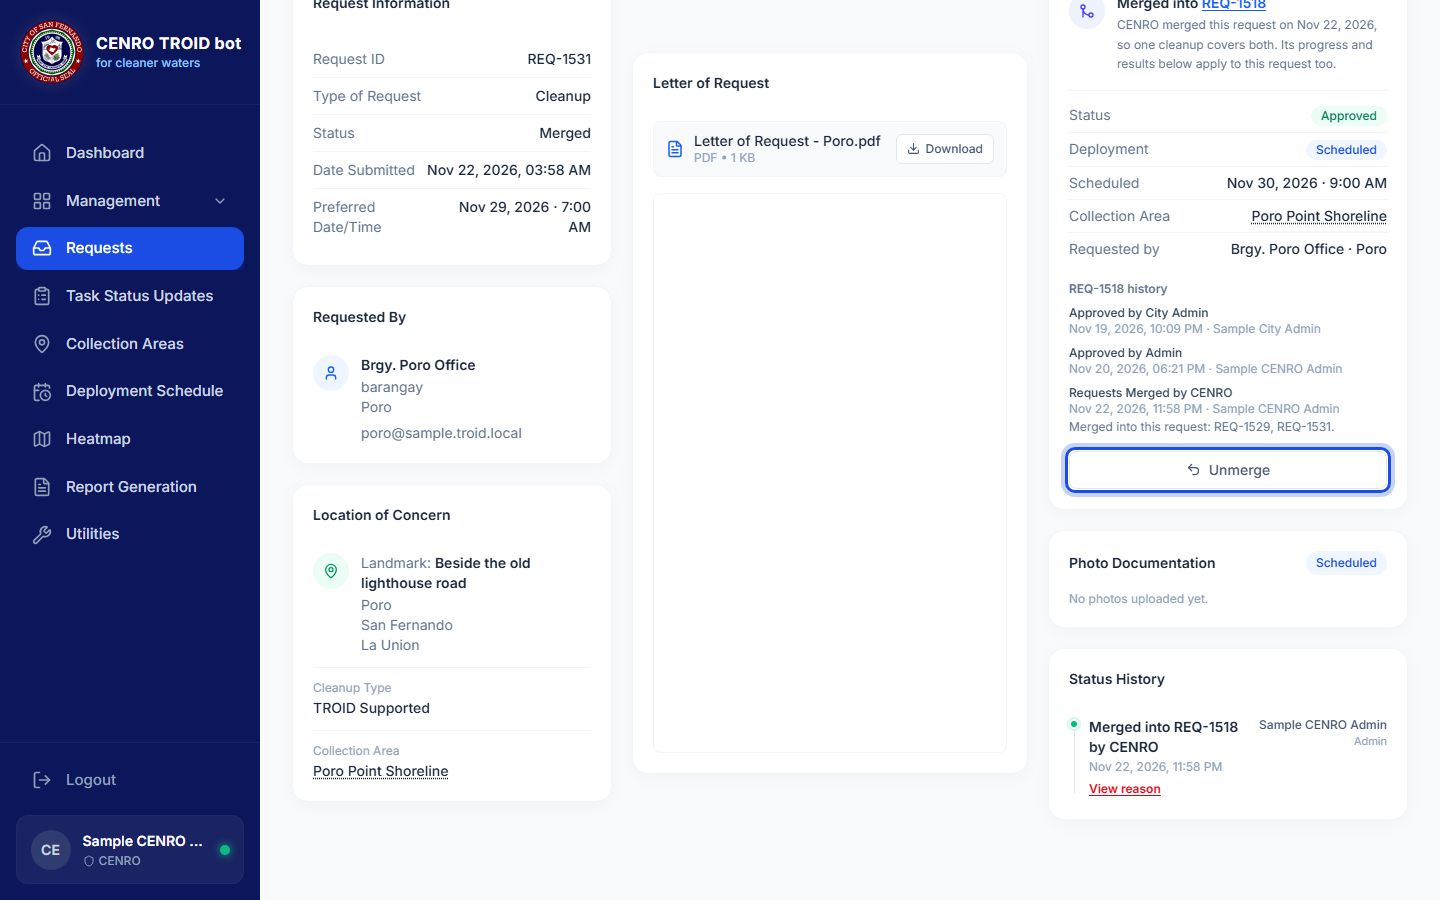 CITY OF SAN FERNANDO
OFFICIAL SEAL
CENRO TROID bot
for cleaner waters
Dashboard
Management
Requests
Task Status Updates
Collection Areas
Deployment Schedule
Heatmap
Report Generation
Utilities
Logout
CE
Sample CENRO ...
CENRO
Request Information
Request ID REQ-1531
Type of Request Cleanup
Status Merged
Date Submitted Nov 22, 2026, 03:58 AM
Preferred Date/Time Nov 29, 2026 · 7:00 AM
Requested By
Brgy. Poro Office
barangay
Poro
poro@sample.troid.local
Location of Concern
Landmark: Beside the old
lighthouse road
Poro
San Fernando
La Union
Cleanup Type
TROID Supported
Collection Area
Poro Point Shoreline
Letter of Request
Letter of Request - Poro.pdf
PDF • 1 KB
Download
Merged into REQ-1518
CENRO merged this request on Nov 22, 2026,
so one cleanup covers both. Its progress and
results below apply to this request too.
Status Approved
Deployment Scheduled
Scheduled Nov 30, 2026 · 9:00 AM
Collection Area Poro Point Shoreline
Requested by Brgy. Poro Office · Poro
REQ-1518 history
Approved by City Admin
Nov 19, 2026, 10:09 PM · Sample City Admin
Approved by Admin
Nov 20, 2026, 06:21 PM · Sample CENRO Admin
Requests Merged by CENRO
Nov 22, 2026, 11:58 PM · Sample CENRO Admin
Merged into this request: REQ-1529, REQ-1531.
Unmerge
Photo Documentation Scheduled
No photos uploaded yet.
Status History
Merged into REQ-1518 Sample CENRO Admin
by CENRO Admin
Nov 22, 2026, 11:58 PM
View reason